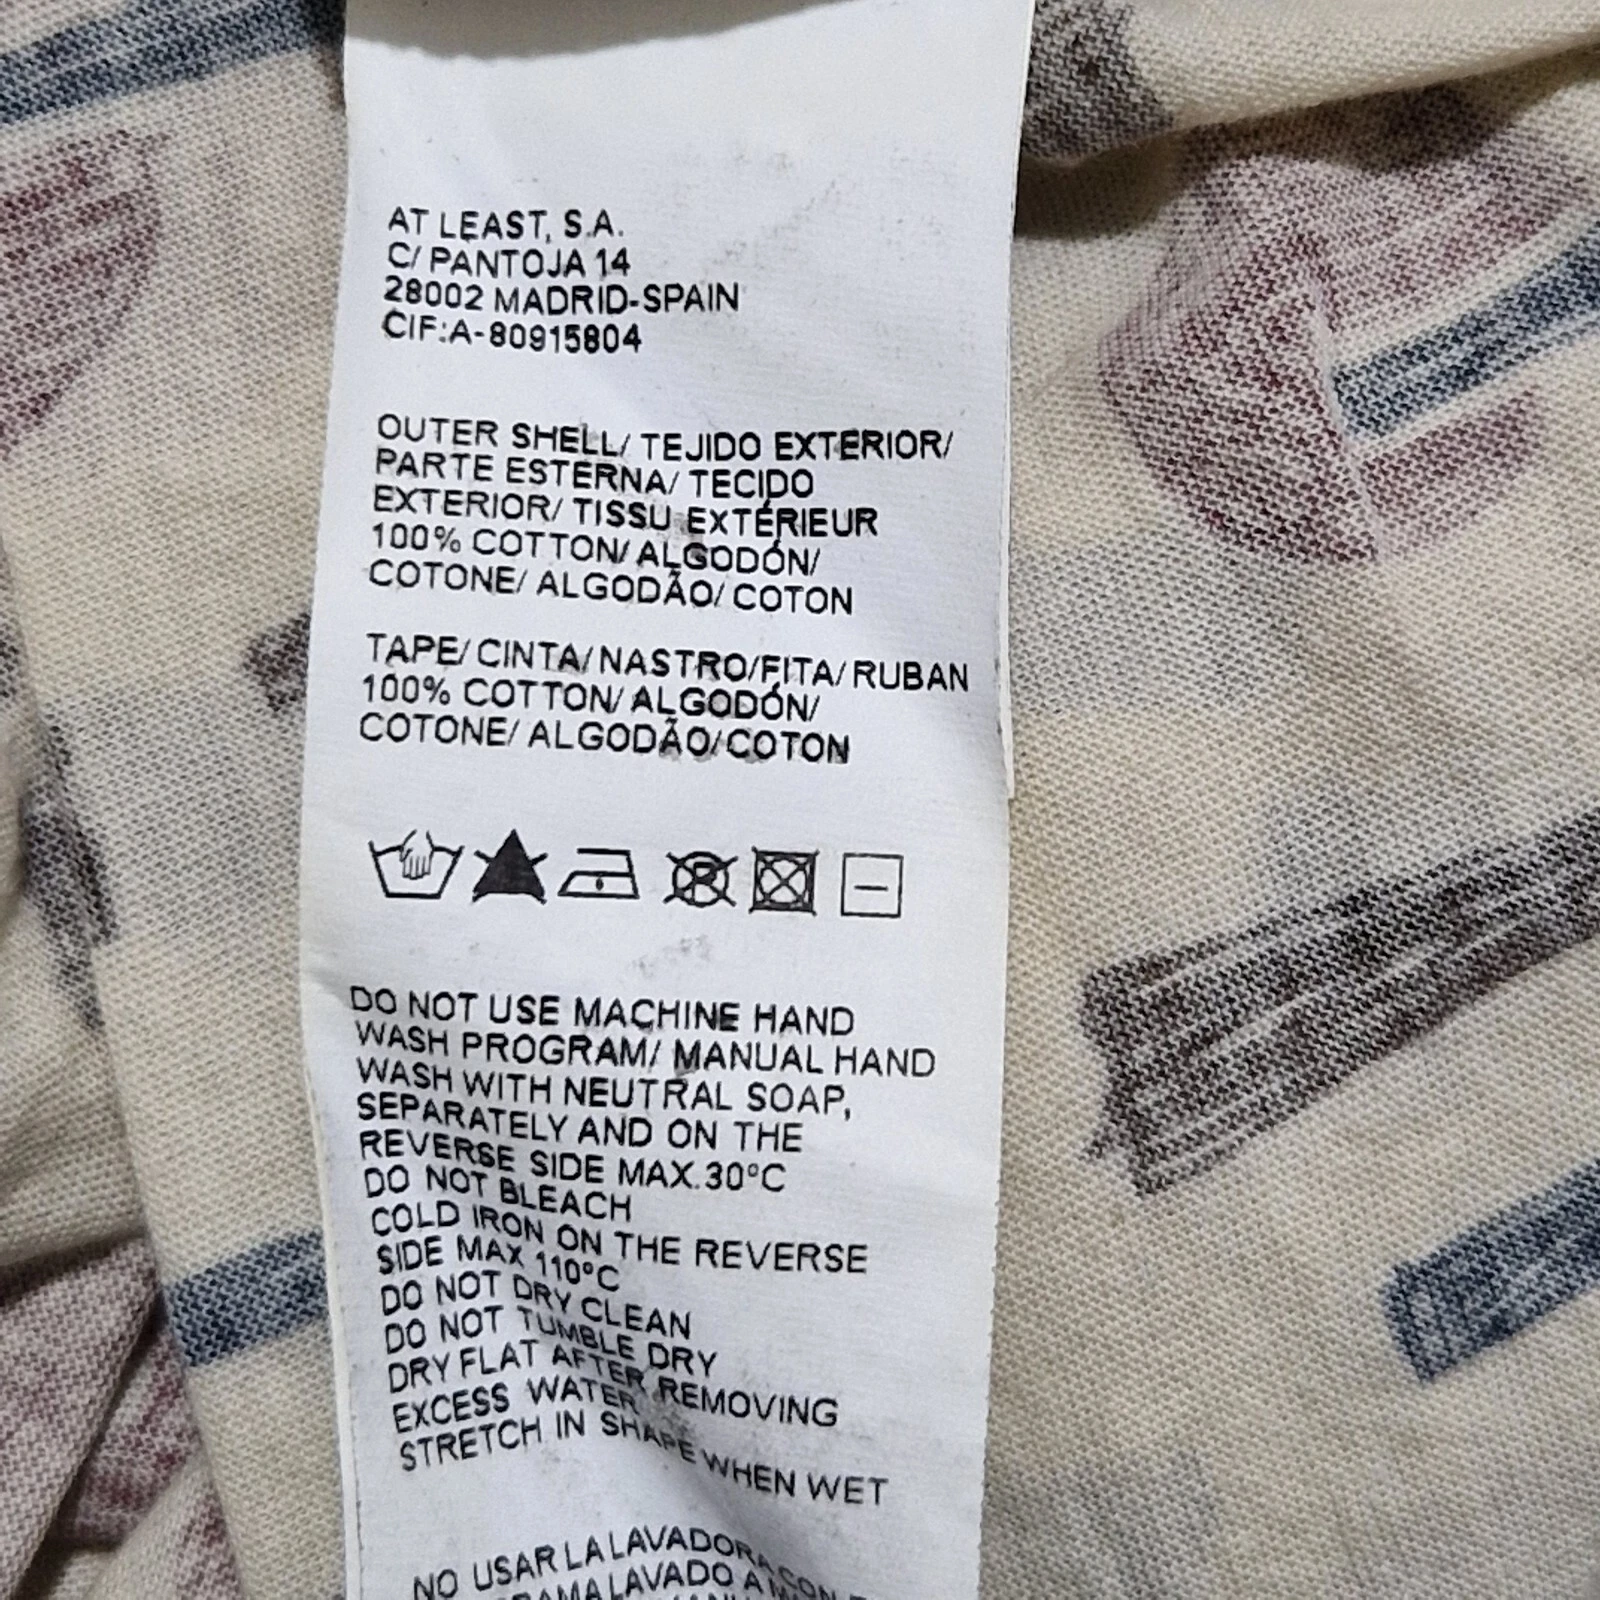 AT LEAST, S.A.
C/ PANTOJA 14
28002 MADRID-SPAIN
CIF:A-80915804
OUTER SHELL/ TEJIDO EXTERIOR/
PARTE ESTERNA/ TECIDO
EXTERIOR/ TISSU EXTÉRIEUR
100% COTTON/ ALGODÓN/
COTONE/ ALGODÃO/ COTON
TAPE/ CINTA/ NASTRO/FITA/ RUBAN
100% COTTON/ ALGODÓN/
COTONE/ ALGODÃO/ COTON
DO NOT USE MACHINE HAND
WASH PROGRAM/ MANUAL HAND
WASH WITH NEUTRAL SOAP,
SEPARATELY AND ON THE
REVERSE SIDE MAX.30ºC
DO NOT BLEACH
COLD IRON ON THE REVERSE
SIDE MAX 110ºC
DO NOT DRY CLEAN
DO NOT TUMBLE DRY
DRY FLAT AFTER REMOVING
EXCESS WATER
STRETCH IN SHAPE WHEN WET
NO USAR LA LAVADORA CON
LAVADO A